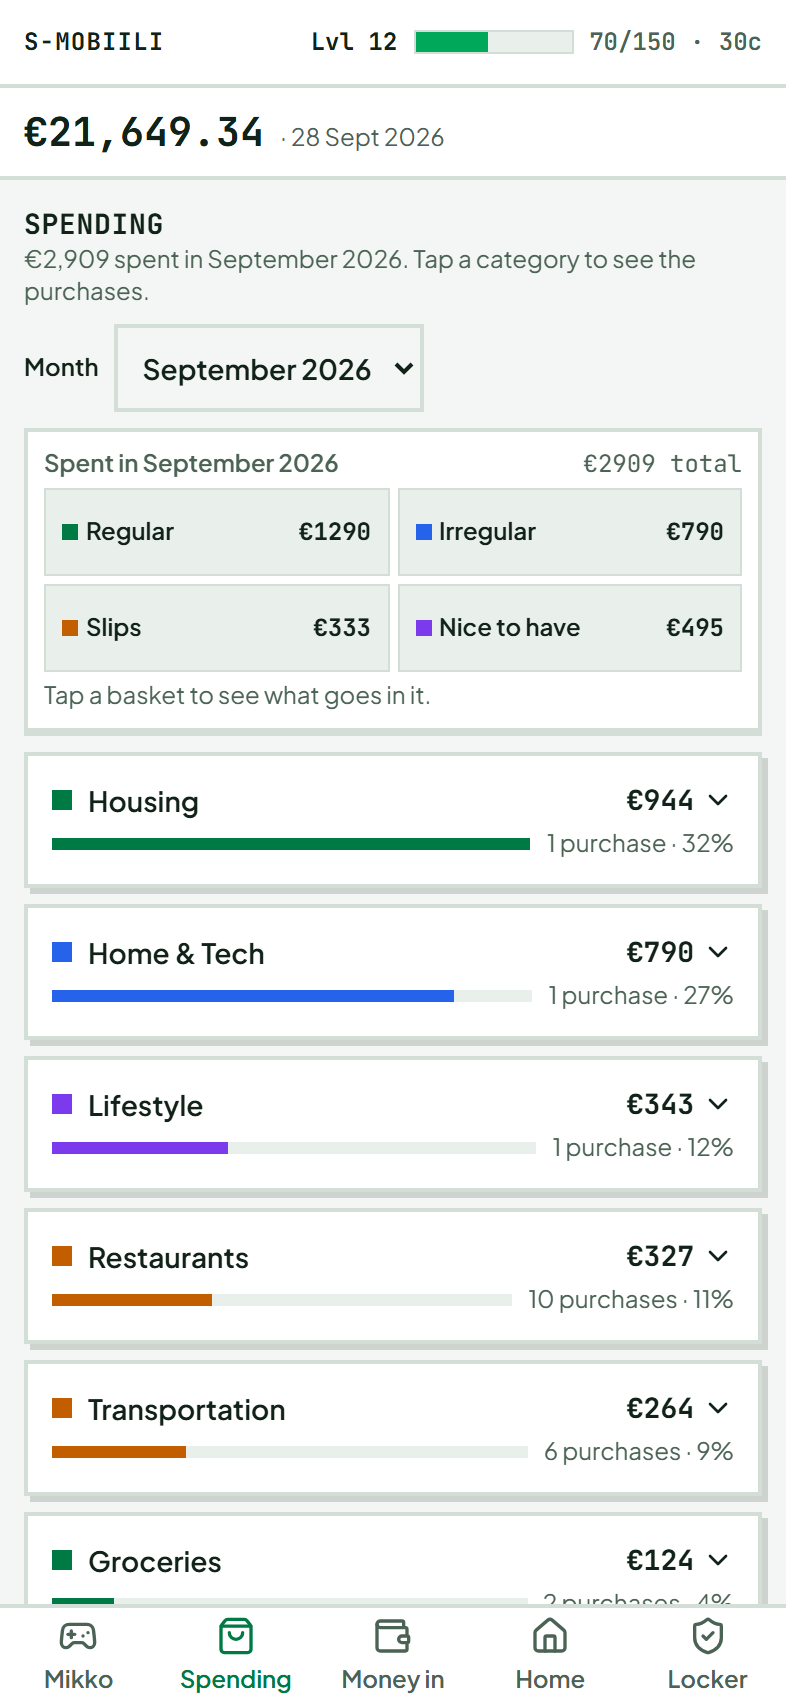 S-MOBIILI Lvl 12 70/150 · 30c
€21,649.34 · 28 Sept 2026
SPENDING
€2,909 spent in September 2026. Tap a category to see the
purchases.
Month September 2026
Spent in September 2026 €2909 total
Regular €1290 Irregular €790
Slips €333 Nice to have €495
Tap a basket to see what goes in it.
Housing €944
1 purchase · 32%
Home & Tech €790
1 purchase · 27%
Lifestyle €343
1 purchase · 12%
Restaurants €327
10 purchases · 11%
Transportation €264
6 purchases · 9%
Groceries €124
2 purchases · 4%
Mikko Spending Money in Home Locker